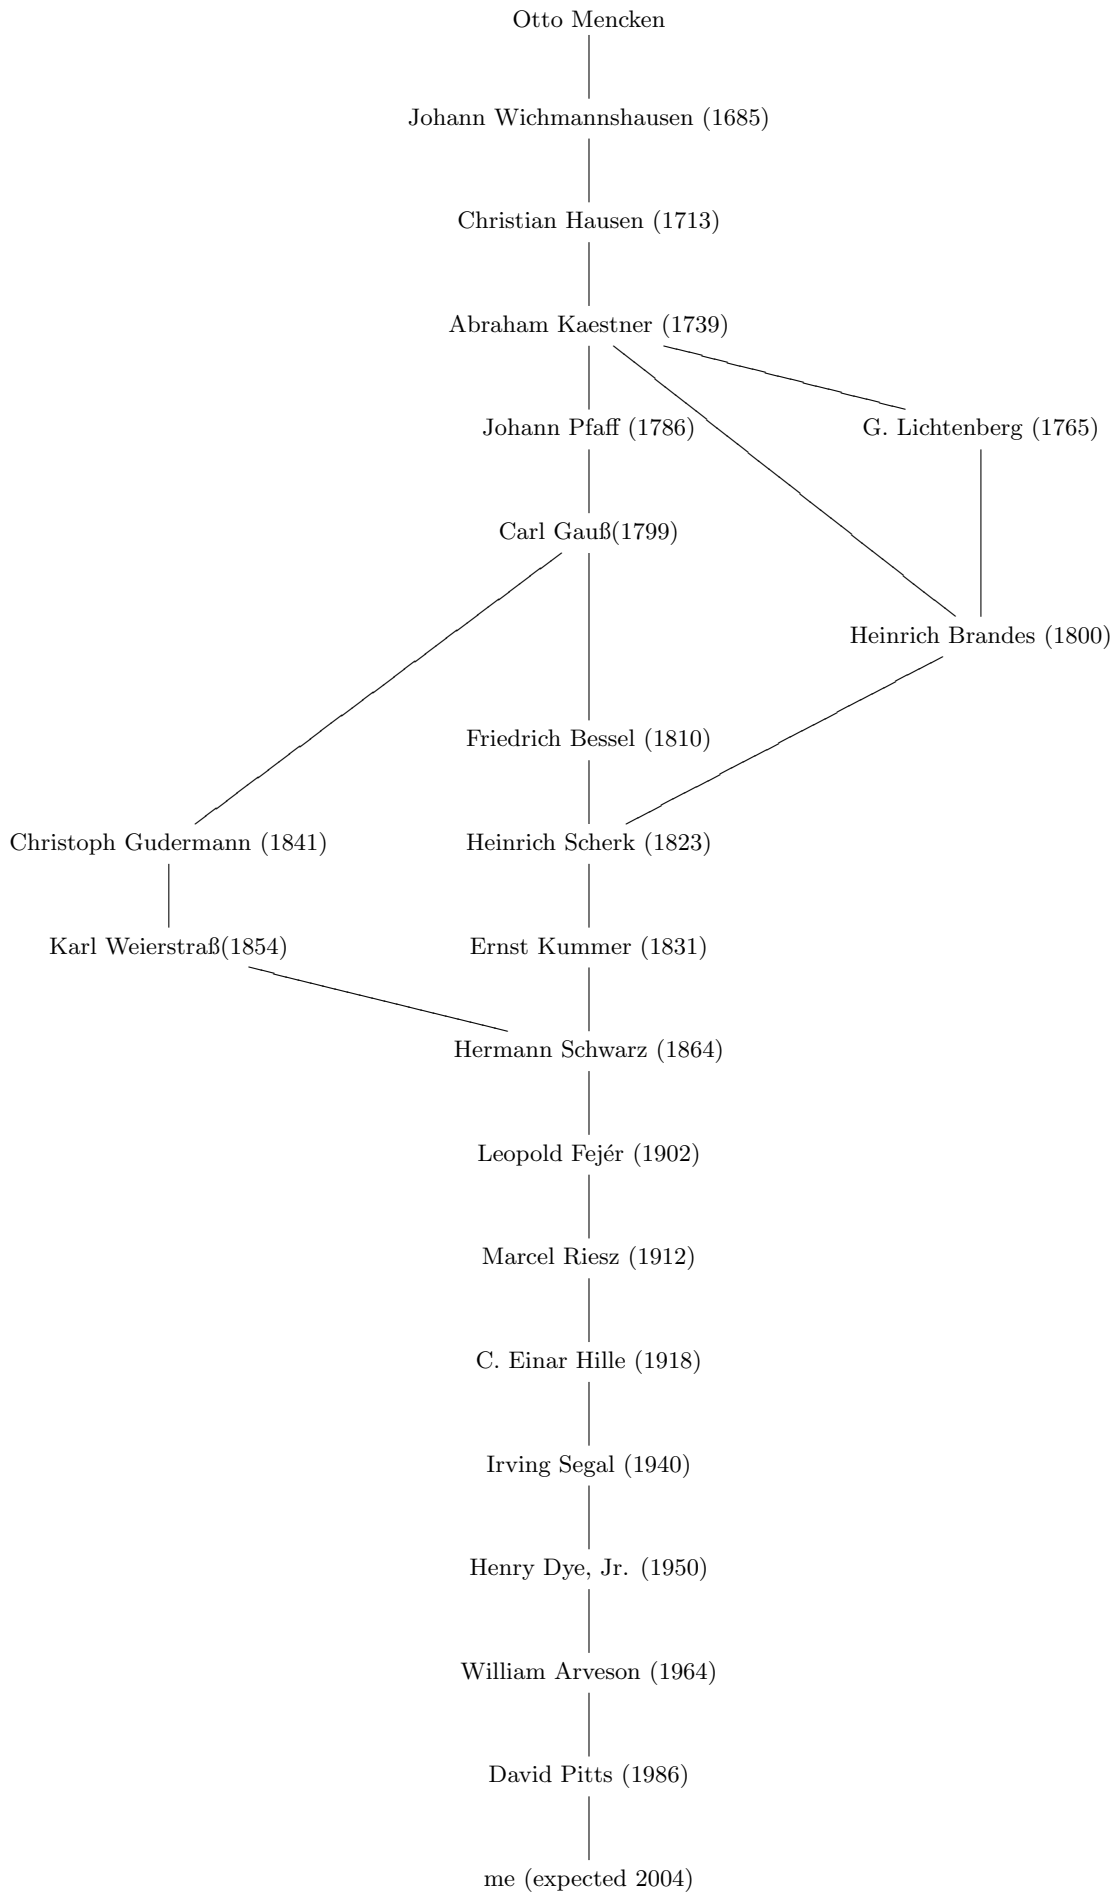 Otto Mencken
Johann Wichmannshausen (1685)
Christian Hausen (1713)
Abraham Kaestner (1739)
Johann Pfaff (1786)
G. Lichtenberg (1765)
Carl Gauß(1799)
Heinrich Brandes (1800)
Friedrich Bessel (1810)
Christoph Gudermann (1841)
Heinrich Scherk (1823)
Karl Weierstraß(1854)
Ernst Kummer (1831)
Hermann Schwarz (1864)
Leopold Fejér (1902)
Marcel Riesz (1912)
C. Einar Hille (1918)
Irving Segal (1940)
Henry Dye, Jr. (1950)
William Arveson (1964)
David Pitts (1986)
me (expected 2004)